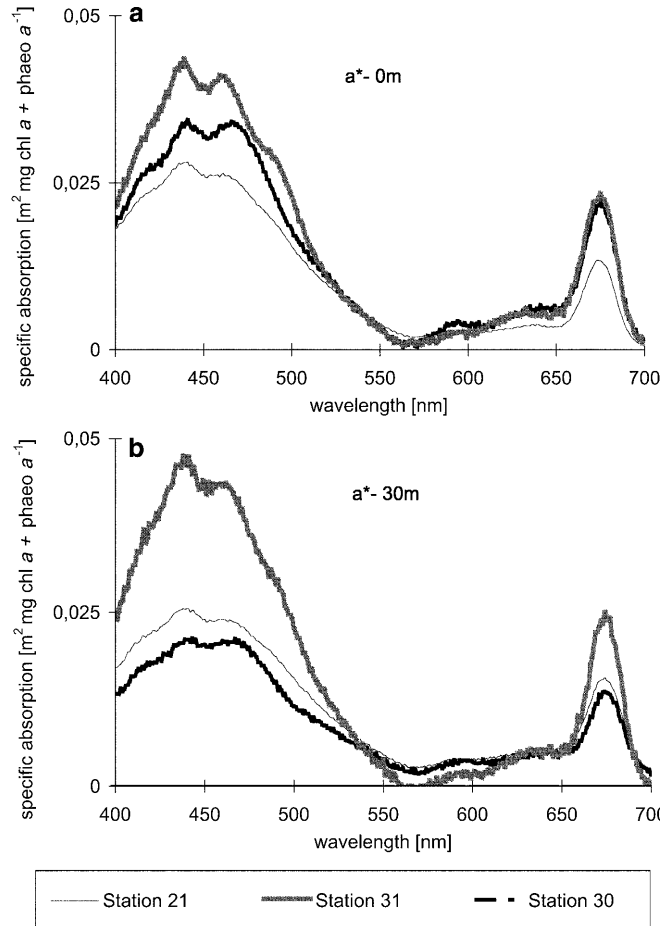 0,05
a
a*- 0m
0,025
0
specific absorption [m² mg chl a + phaeo a⁻¹]
400 450 500 550 600 650 700
wavelength [nm]
0,05
b
a*- 30m
0,025
0
specific absorption [m² mg chl a + phaeo a⁻¹]
400 450 500 550 600 650 700
wavelength [nm]
Station 21 Station 31 Station 30